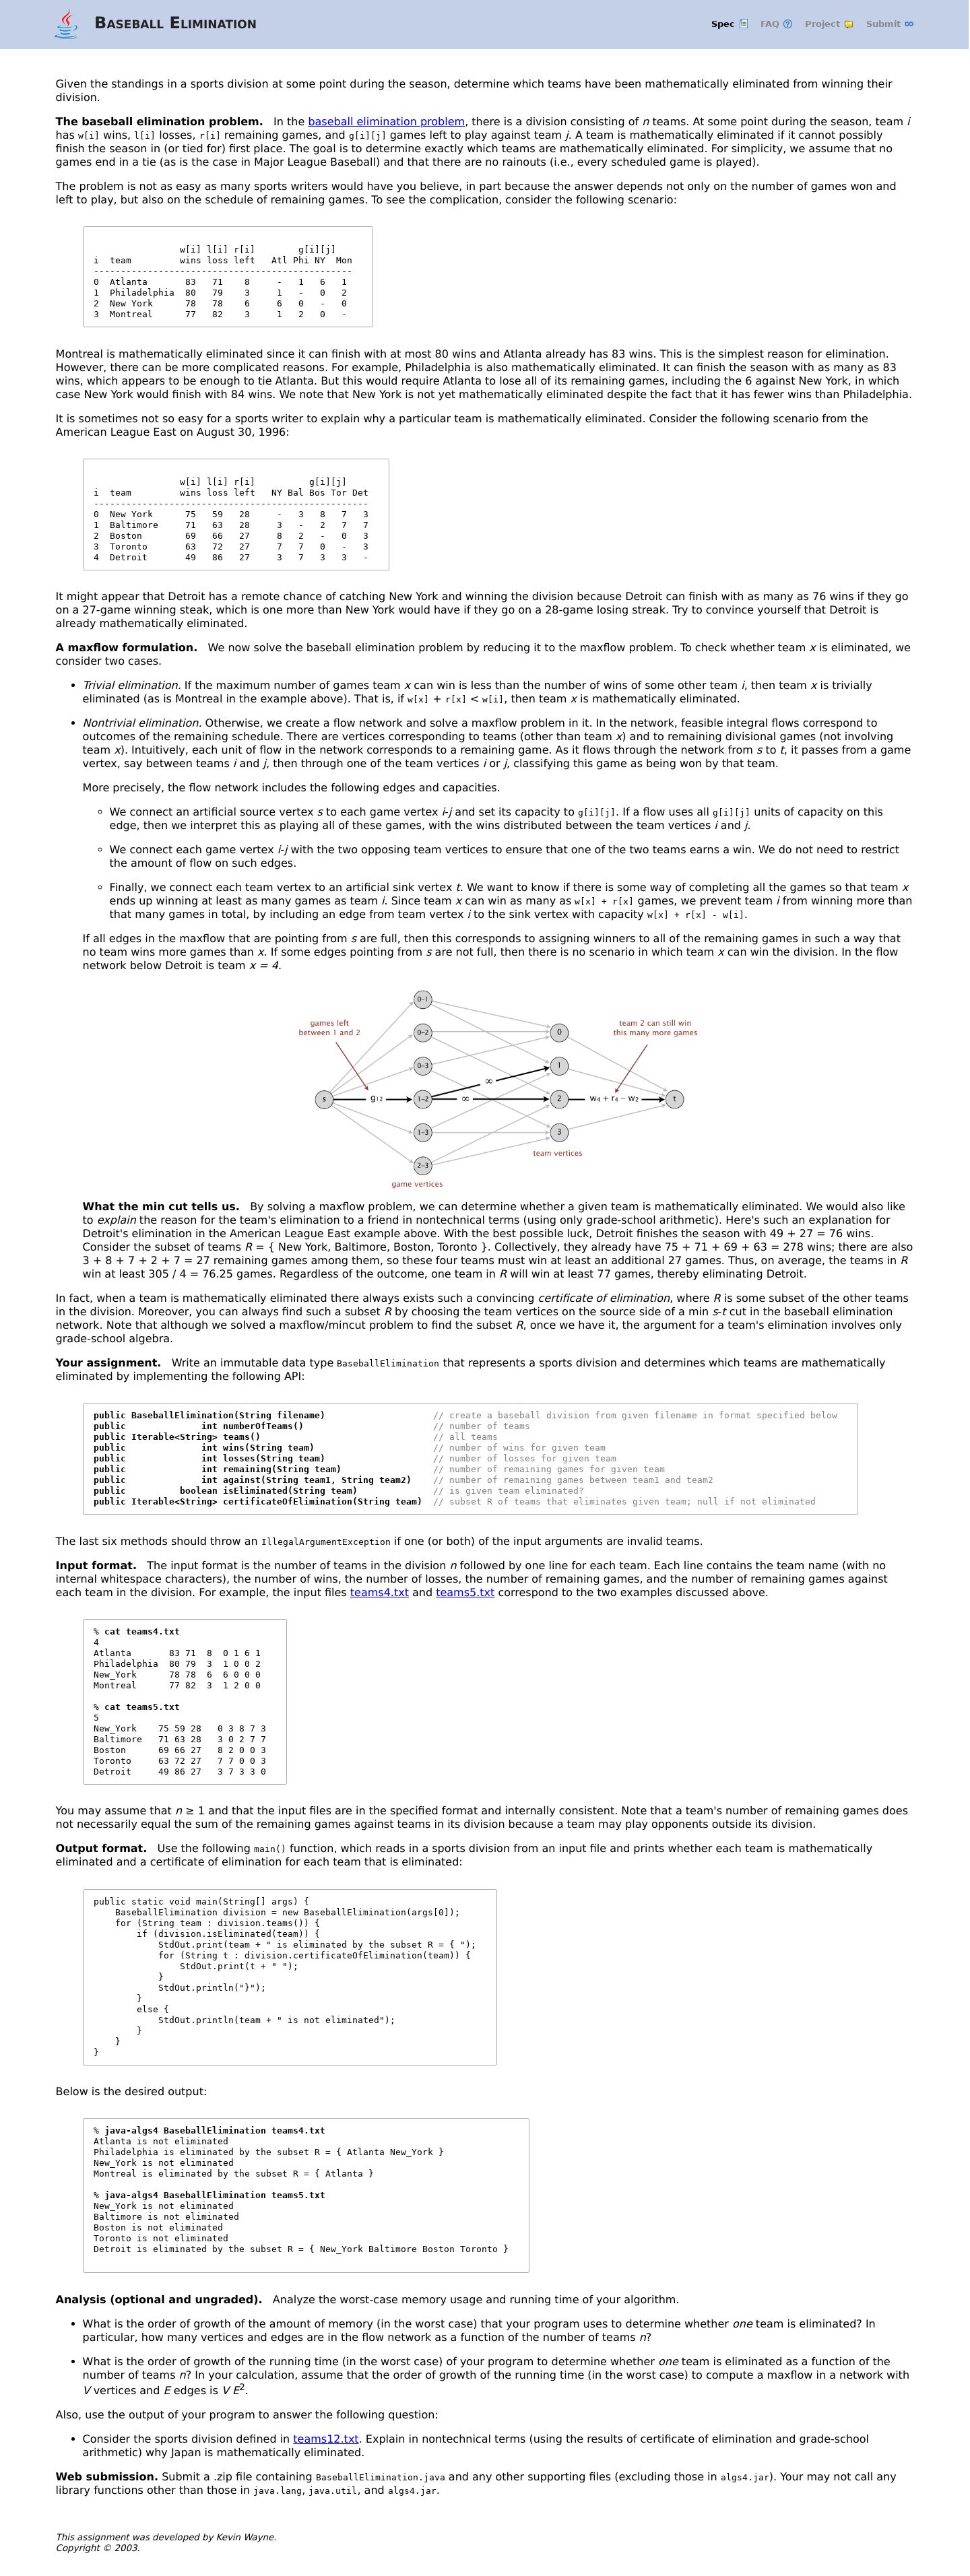 BASEBALL ELIMINATION
Spec FAQ Project Submit
Given the standings in a sports division at some point during the season, determine which teams have been mathematically eliminated from winning their
division.
The baseball elimination problem.   In the baseball elimination problem, there is a division consisting of n teams. At some point during the season, team i
has w[i] wins, l[i] losses, r[i] remaining games, and g[i][j] games left to play against team j. A team is mathematically eliminated if it cannot possibly
finish the season in (or tied for) first place. The goal is to determine exactly which teams are mathematically eliminated. For simplicity, we assume that no
games end in a tie (as is the case in Major League Baseball) and that there are no rainouts (i.e., every scheduled game is played).
The problem is not as easy as many sports writers would have you believe, in part because the answer depends not only on the number of games won and
left to play, but also on the schedule of remaining games. To see the complication, consider the following scenario:
                w[i] l[i] r[i]        g[i][j]
i  team         wins loss left   Atl Phi NY  Mon
------------------------------------------------
0  Atlanta       83   71    8     -   1   6   1
1  Philadelphia  80   79    3     1   -   0   2
2  New York      78   78    6     6   0   -   0
3  Montreal      77   82    3     1   2   0   -
Montreal is mathematically eliminated since it can finish with at most 80 wins and Atlanta already has 83 wins. This is the simplest reason for elimination.
However, there can be more complicated reasons. For example, Philadelphia is also mathematically eliminated. It can finish the season with as many as 83
wins, which appears to be enough to tie Atlanta. But this would require Atlanta to lose all of its remaining games, including the 6 against New York, in which
case New York would finish with 84 wins. We note that New York is not yet mathematically eliminated despite the fact that it has fewer wins than Philadelphia.
It is sometimes not so easy for a sports writer to explain why a particular team is mathematically eliminated. Consider the following scenario from the
American League East on August 30, 1996:
                w[i] l[i] r[i]          g[i][j]
i  team         wins loss left   NY Bal Bos Tor Det
---------------------------------------------------
0  New York      75   59   28     -   3   8   7   3
1  Baltimore     71   63   28     3   -   2   7   7
2  Boston        69   66   27     8   2   -   0   3
3  Toronto       63   72   27     7   7   0   -   3
4  Detroit       49   86   27     3   7   3   3   -
It might appear that Detroit has a remote chance of catching New York and winning the division because Detroit can finish with as many as 76 wins if they go
on a 27-game winning steak, which is one more than New York would have if they go on a 28-game losing streak. Try to convince yourself that Detroit is
already mathematically eliminated.
A maxflow formulation.   We now solve the baseball elimination problem by reducing it to the maxflow problem. To check whether team x is eliminated, we
consider two cases.
• Trivial elimination. If the maximum number of games team x can win is less than the number of wins of some other team i, then team x is trivially
eliminated (as is Montreal in the example above). That is, if w[x] + r[x] < w[i], then team x is mathematically eliminated.
• Nontrivial elimination. Otherwise, we create a flow network and solve a maxflow problem in it. In the network, feasible integral flows correspond to
outcomes of the remaining schedule. There are vertices corresponding to teams (other than team x) and to remaining divisional games (not involving
team x). Intuitively, each unit of flow in the network corresponds to a remaining game. As it flows through the network from s to t, it passes from a game
vertex, say between teams i and j, then through one of the team vertices i or j, classifying this game as being won by that team.
More precisely, the flow network includes the following edges and capacities.
◦ We connect an artificial source vertex s to each game vertex i-j and set its capacity to g[i][j]. If a flow uses all g[i][j] units of capacity on this
edge, then we interpret this as playing all of these games, with the wins distributed between the team vertices i and j.
◦ We connect each game vertex i-j with the two opposing team vertices to ensure that one of the two teams earns a win. We do not need to restrict
the amount of flow on such edges.
◦ Finally, we connect each team vertex to an artificial sink vertex t. We want to know if there is some way of completing all the games so that team x
ends up winning at least as many games as team i. Since team x can win as many as w[x] + r[x] games, we prevent team i from winning more than
that many games in total, by including an edge from team vertex i to the sink vertex with capacity w[x] + r[x] - w[i].
If all edges in the maxflow that are pointing from s are full, then this corresponds to assigning winners to all of the remaining games in such a way that
no team wins more games than x. If some edges pointing from s are not full, then there is no scenario in which team x can win the division. In the flow
network below Detroit is team x = 4.
games left
between 1 and 2
team 2 can still win
this many more games
0–1
0–2
0–3
1–2
1–3
2–3
s
g12
∞
∞
0
1
2
3
w4 + r4 – w2
t
team vertices
game vertices
What the min cut tells us.   By solving a maxflow problem, we can determine whether a given team is mathematically eliminated. We would also like
to explain the reason for the team's elimination to a friend in nontechnical terms (using only grade-school arithmetic). Here's such an explanation for
Detroit's elimination in the American League East example above. With the best possible luck, Detroit finishes the season with 49 + 27 = 76 wins.
Consider the subset of teams R = { New York, Baltimore, Boston, Toronto }. Collectively, they already have 75 + 71 + 69 + 63 = 278 wins; there are also
3 + 8 + 7 + 2 + 7 = 27 remaining games among them, so these four teams must win at least an additional 27 games. Thus, on average, the teams in R
win at least 305 / 4 = 76.25 games. Regardless of the outcome, one team in R will win at least 77 games, thereby eliminating Detroit.
In fact, when a team is mathematically eliminated there always exists such a convincing certificate of elimination, where R is some subset of the other teams
in the division. Moreover, you can always find such a subset R by choosing the team vertices on the source side of a min s-t cut in the baseball elimination
network. Note that although we solved a maxflow/mincut problem to find the subset R, once we have it, the argument for a team's elimination involves only
grade-school algebra.
Your assignment.   Write an immutable data type BaseballElimination that represents a sports division and determines which teams are mathematically
eliminated by implementing the following API:
public BaseballElimination(String filename)                    // create a baseball division from given filename in format specified below
public              int numberOfTeams()                        // number of teams
public Iterable<String> teams()                                // all teams
public              int wins(String team)                      // number of wins for given team
public              int losses(String team)                    // number of losses for given team
public              int remaining(String team)                 // number of remaining games for given team
public              int against(String team1, String team2)    // number of remaining games between team1 and team2
public          boolean isEliminated(String team)              // is given team eliminated?
public Iterable<String> certificateOfElimination(String team)  // subset R of teams that eliminates given team; null if not eliminated
The last six methods should throw an IllegalArgumentException if one (or both) of the input arguments are invalid teams.
Input format.   The input format is the number of teams in the division n followed by one line for each team. Each line contains the team name (with no
internal whitespace characters), the number of wins, the number of losses, the number of remaining games, and the number of remaining games against
each team in the division. For example, the input files teams4.txt and teams5.txt correspond to the two examples discussed above.
% cat teams4.txt
4
Atlanta       83 71  8  0 1 6 1
Philadelphia  80 79  3  1 0 0 2
New_York      78 78  6  6 0 0 0
Montreal      77 82  3  1 2 0 0
% cat teams5.txt
5
New_York    75 59 28   0 3 8 7 3
Baltimore   71 63 28   3 0 2 7 7
Boston      69 66 27   8 2 0 0 3
Toronto     63 72 27   7 7 0 0 3
Detroit     49 86 27   3 7 3 3 0
You may assume that n ≥ 1 and that the input files are in the specified format and internally consistent. Note that a team's number of remaining games does
not necessarily equal the sum of the remaining games against teams in its division because a team may play opponents outside its division.
Output format.   Use the following main() function, which reads in a sports division from an input file and prints whether each team is mathematically
eliminated and a certificate of elimination for each team that is eliminated:
public static void main(String[] args) {
    BaseballElimination division = new BaseballElimination(args[0]);
    for (String team : division.teams()) {
        if (division.isEliminated(team)) {
            StdOut.print(team + " is eliminated by the subset R = { ");
            for (String t : division.certificateOfElimination(team)) {
                StdOut.print(t + " ");
            }
            StdOut.println("}");
        }
        else {
            StdOut.println(team + " is not eliminated");
        }
    }
}
Below is the desired output:
% java-algs4 BaseballElimination teams4.txt
Atlanta is not eliminated
Philadelphia is eliminated by the subset R = { Atlanta New_York }
New_York is not eliminated
Montreal is eliminated by the subset R = { Atlanta }
% java-algs4 BaseballElimination teams5.txt
New_York is not eliminated
Baltimore is not eliminated
Boston is not eliminated
Toronto is not eliminated
Detroit is eliminated by the subset R = { New_York Baltimore Boston Toronto }
Analysis (optional and ungraded).   Analyze the worst-case memory usage and running time of your algorithm.
• What is the order of growth of the amount of memory (in the worst case) that your program uses to determine whether one team is eliminated? In
particular, how many vertices and edges are in the flow network as a function of the number of teams n?
• What is the order of growth of the running time (in the worst case) of your program to determine whether one team is eliminated as a function of the
number of teams n? In your calculation, assume that the order of growth of the running time (in the worst case) to compute a maxflow in a network with
V vertices and E edges is V E².
Also, use the output of your program to answer the following question:
• Consider the sports division defined in teams12.txt. Explain in nontechnical terms (using the results of certificate of elimination and grade-school
arithmetic) why Japan is mathematically eliminated.
Web submission. Submit a .zip file containing BaseballElimination.java and any other supporting files (excluding those in algs4.jar). Your may not call any
library functions other than those in java.lang, java.util, and algs4.jar.
This assignment was developed by Kevin Wayne.
Copyright © 2003.